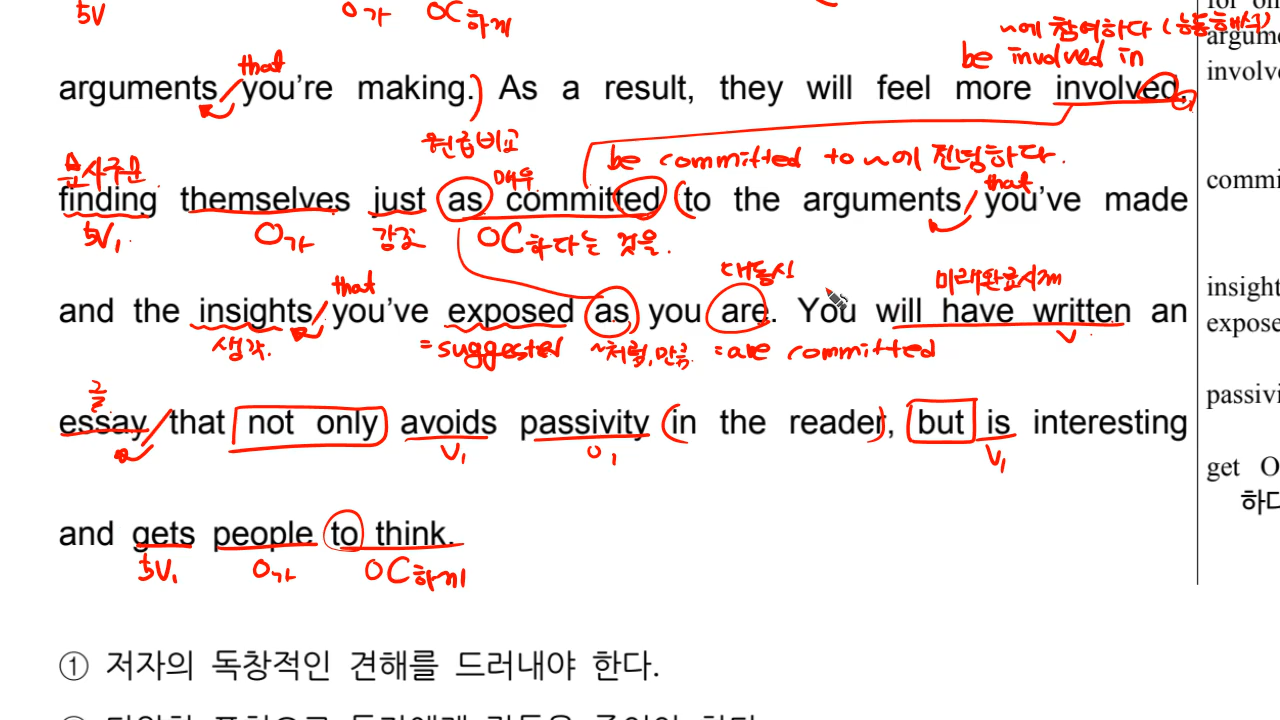 5V O가 OC하게
~에 참여하다 (능동해석)
be involved in
for on
argume
that
arguments you're making. As a result, they will feel more involved,
involve
원급비교
be committed to ~에 전념하다.
분사구문 매우 that
finding themselves just as committed to the arguments you've made
commi
5V₁ O가 강조 OC하다는 것을.
that 대동사 미래완료시제
and the insights you've exposed as you are. You will have written an
insight
expose
생각. = suggested ~처럼, 만큼 = are committed V
글
essay that not only avoids passivity (in the reader), but is interesting
passivi
V₁ O₁ V₁
get O
하다
and gets people to think.
5V₁ O가 OC하게
① 저자의 독창적인 견해를 드러내야 한다.